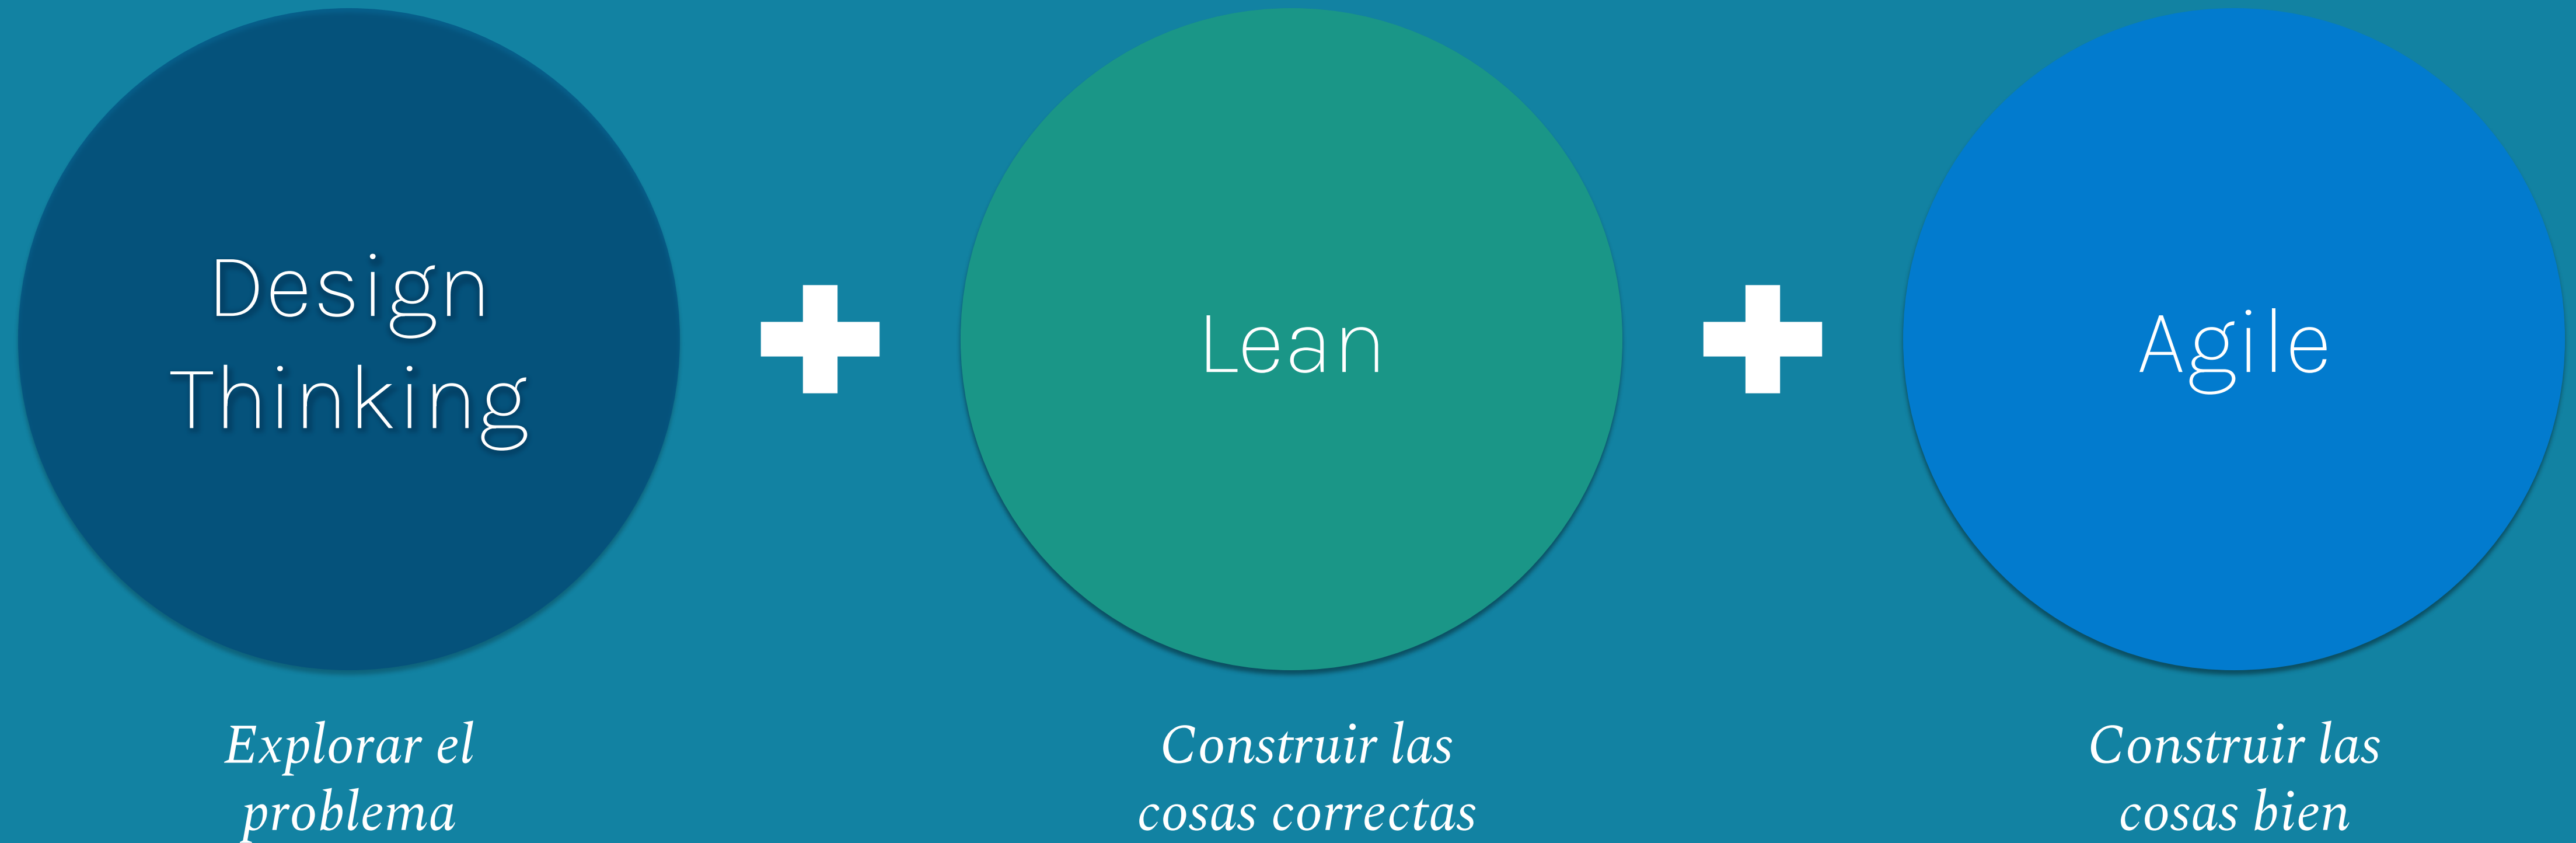 Design
Thinking
Lean
Agile
Explorar el
problema
Construir las
cosas correctas
Construir las
cosas bien